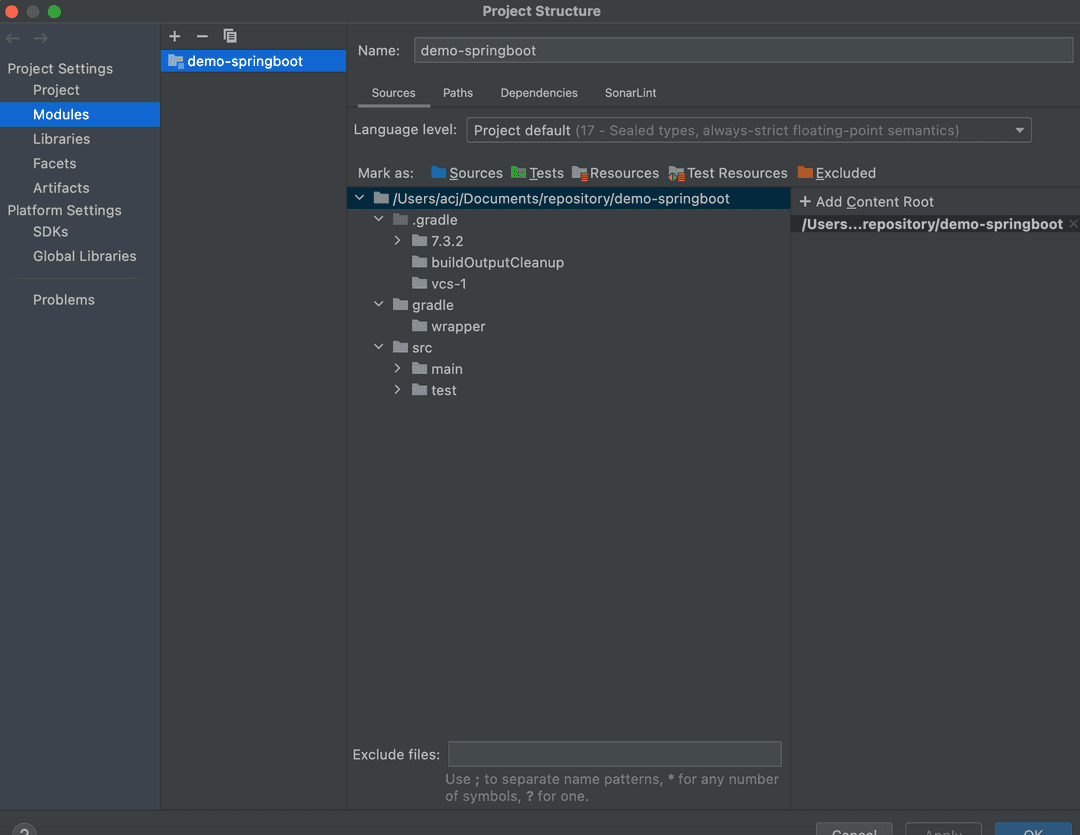 Project Structure
Project Settings
Project
Modules
Libraries
Facets
Artifacts
Platform Settings
SDKs
Global Libraries
Problems
demo-springboot
Name: demo-springboot
Sources Paths Dependencies SonarLint
Language level: Project default (17 - Sealed types, always-strict floating-point semantics)
Mark as: Sources Tests Resources Test Resources Excluded
/Users/acj/Documents/repository/demo-springboot
.gradle
7.3.2
buildOutputCleanup
vcs-1
gradle
wrapper
src
main
test
+ Add Content Root
/Users...repository/demo-springboot
Exclude files:
Use ; to separate name patterns, * for any number
of symbols, ? for one.
? Cancel Apply OK